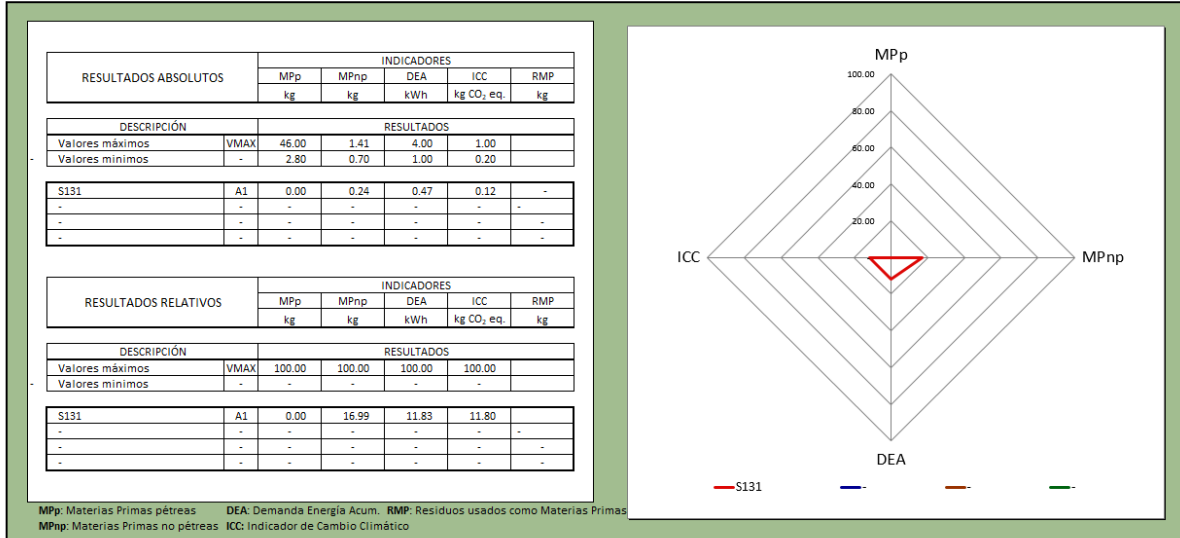 INDICADORES
RESULTADOS ABSOLUTOS MPp MPnp DEA ICC RMP
kg kg kWh kg CO₂ eq. kg
DESCRIPCIÓN RESULTADOS
Valores máximos VMAX 46.00 1.41 4.00 1.00
- Valores minimos - 2.80 0.70 1.00 0.20
S131 A1 0.00 0.24 0.47 0.12 -
- - - - - - -
- - - - - - -
- - - - - - -
INDICADORES
RESULTADOS RELATIVOS MPp MPnp DEA ICC RMP
kg kg kWh kg CO₂ eq. kg
DESCRIPCIÓN RESULTADOS
Valores máximos VMAX 100.00 100.00 100.00 100.00
- Valores minimos - - - - -
S131 A1 0.00 16.99 11.83 11.80
- - - - - - -
- - - - - - -
- - - - - - -
MPp: Materias Primas pétreas DEA: Demanda Energía Acum. RMP: Residuos usados como Materias Primas
MPnp: Materias Primas no pétreas ICC: Indicador de Cambio Climático
MPp
100.00
80.00
60.00
40.00
20.00
-
ICC
MPnp
DEA
S131 - - -